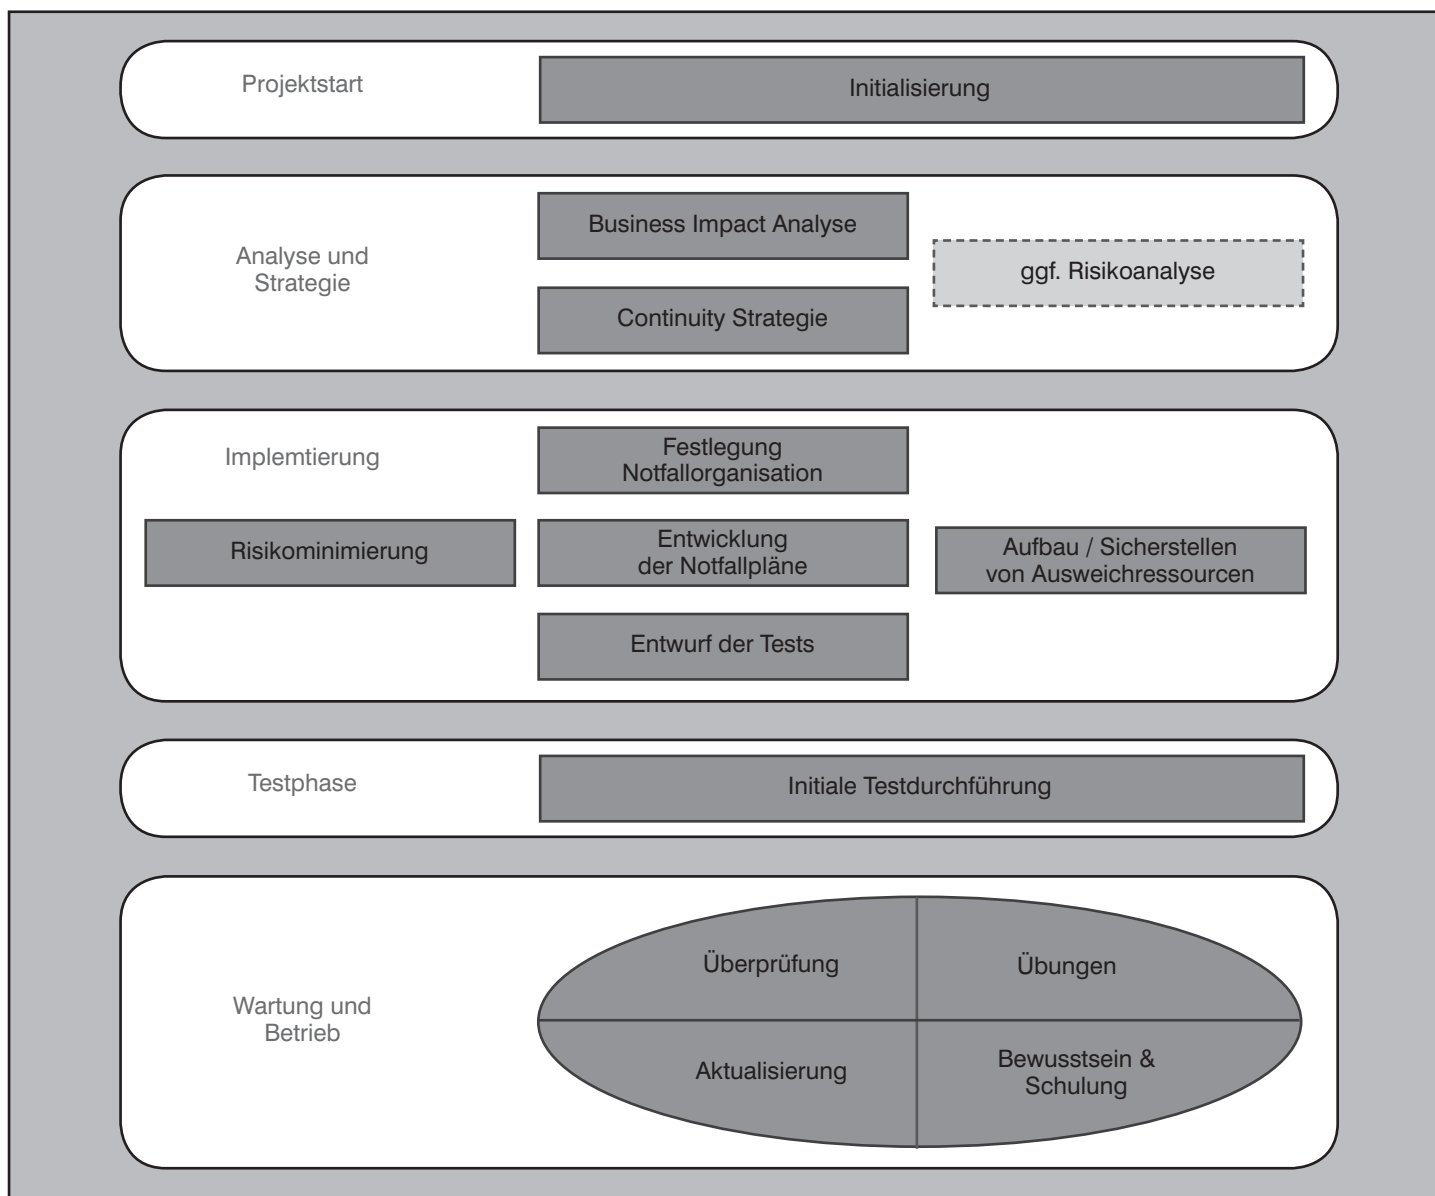 Projektstart
Initialisierung
Analyse und
Strategie
Business Impact Analyse
ggf. Risikoanalyse
Continuity Strategie
Implemtierung
Festlegung
Notfallorganisation
Risikominimierung
Entwicklung
der Notfallpläne
Aufbau / Sicherstellen
von Ausweichressourcen
Entwurf der Tests
Testphase
Initiale Testdurchführung
Wartung und
Betrieb
Überprüfung
Übungen
Aktualisierung
Bewusstsein &
Schulung